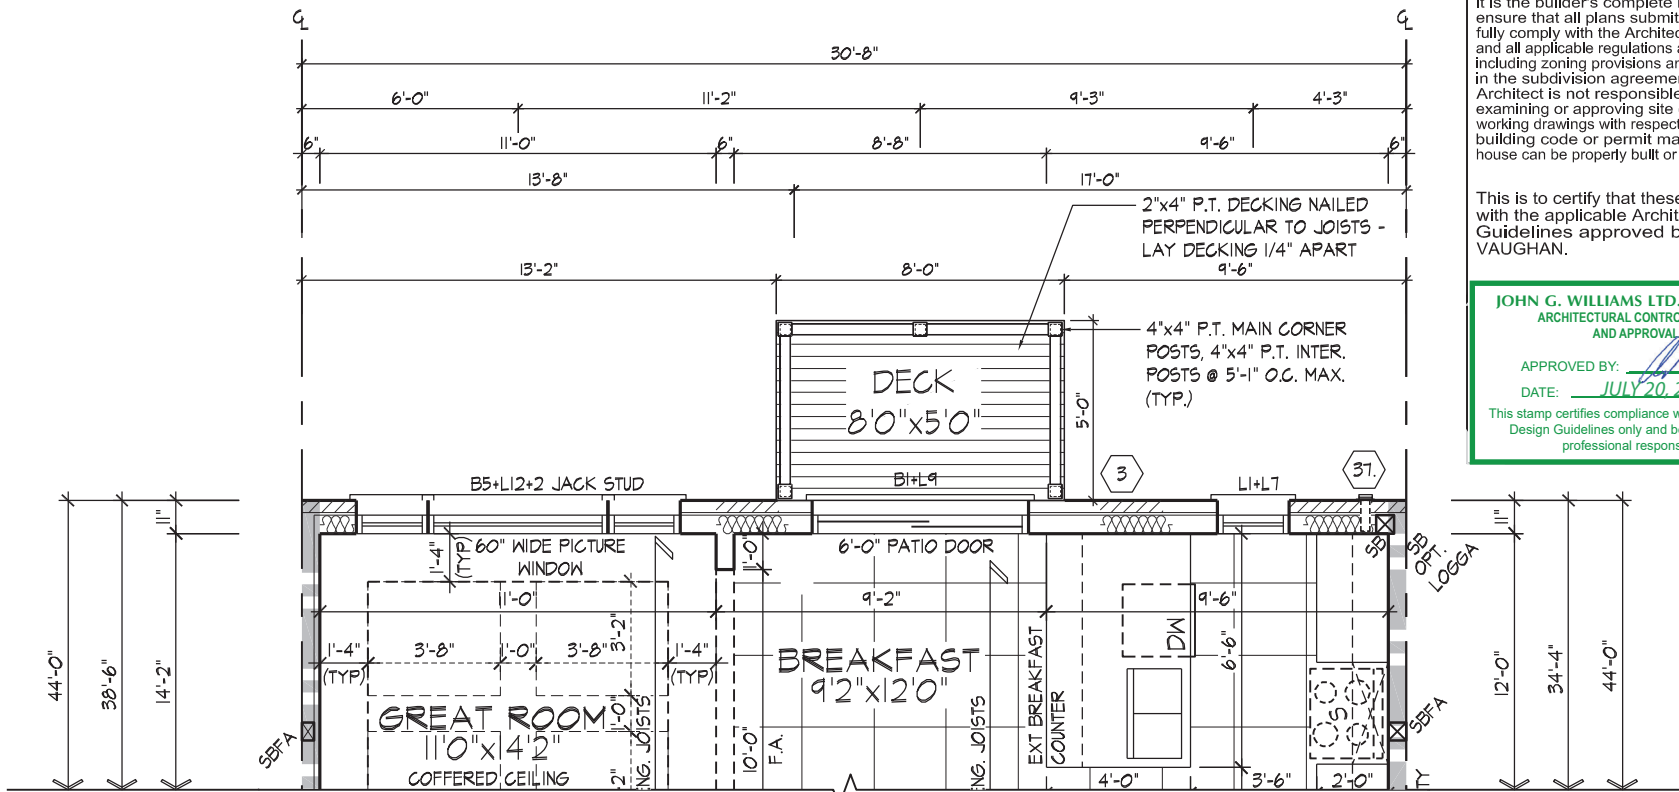 30'-8"
6'-0" 11'-2" 9'-3" 4'-3"
6" 11'-0" 6" 8'-8" 9'-6" 6"
13'-8" 17'-0"
2"x4" P.T. DECKING NAILED
PERPENDICULAR TO JOISTS -
LAY DECKING 1/4" APART
13'-2" 8'-0" 9'-6"
4"x4" P.T. MAIN CORNER
POSTS, 4"x4" P.T. INTER.
POSTS @ 5'-1" O.C. MAX.
(TYP.)
DECK
8'0"x5'0"
5'-0"
3
37.
B5+L12+2 JACK STUD
B1+L9
L1+L7
11"
11"
1'-4"
(TYP)
60" WIDE PICTURE
WINDOW
1'-0"
6'-0" PATIO DOOR
SB
SB
OPT.
LOGGA
11'-0" 9'-2" 9'-6"
DW
44'-0"
38'-6"
14'-2"
1'-4"
(TYP)
3'-8" 1'-0" 3'-8"
3'-2"
1'-4"
(TYP)
BREAKFAST
9'2"x12'0"
6'-6"
12'-0"
34'-4"
44'-0"
GREAT ROOM
11'0"x14'2"
COFFERED CEILING
1'-0"
JOISTS
10'-0"
F.A.
JOISTS
EXT BREAKFAST
COUNTER
S
SBFA
SBFA
4'-0" 3'-6" 2'-0"
It is the builder's complete
ensure that all plans submit
fully comply with the Architec
and all applicable regulations a
including zoning provisions an
in the subdivision agreemen
Architect is not responsible
examining or approving site
working drawings with respect
building code or permit ma
house can be properly built or
This is to certify that these
with the applicable Archit
Guidelines approved b
VAUGHAN.
JOHN G. WILLIAMS LTD.
ARCHITECTURAL CONTRO
AND APPROVAL
APPROVED BY:
DATE: JULY 20, 2
This stamp certifies compliance w
Design Guidelines only and be
professional respons